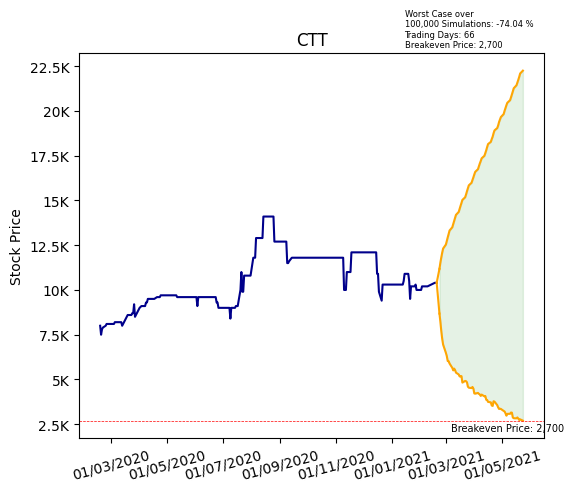 Worst Case over
100,000 Simulations: -74.04 %
Trading Days: 66
Breakeven Price: 2,700
CTT
Stock Price
22.5K
20K
17.5K
15K
12.5K
10K
7.5K
5K
2.5K
Breakeven Price: 2,700
01/03/2020
01/05/2020
01/07/2020
01/09/2020
01/11/2020
01/01/2021
01/03/2021
01/05/2021